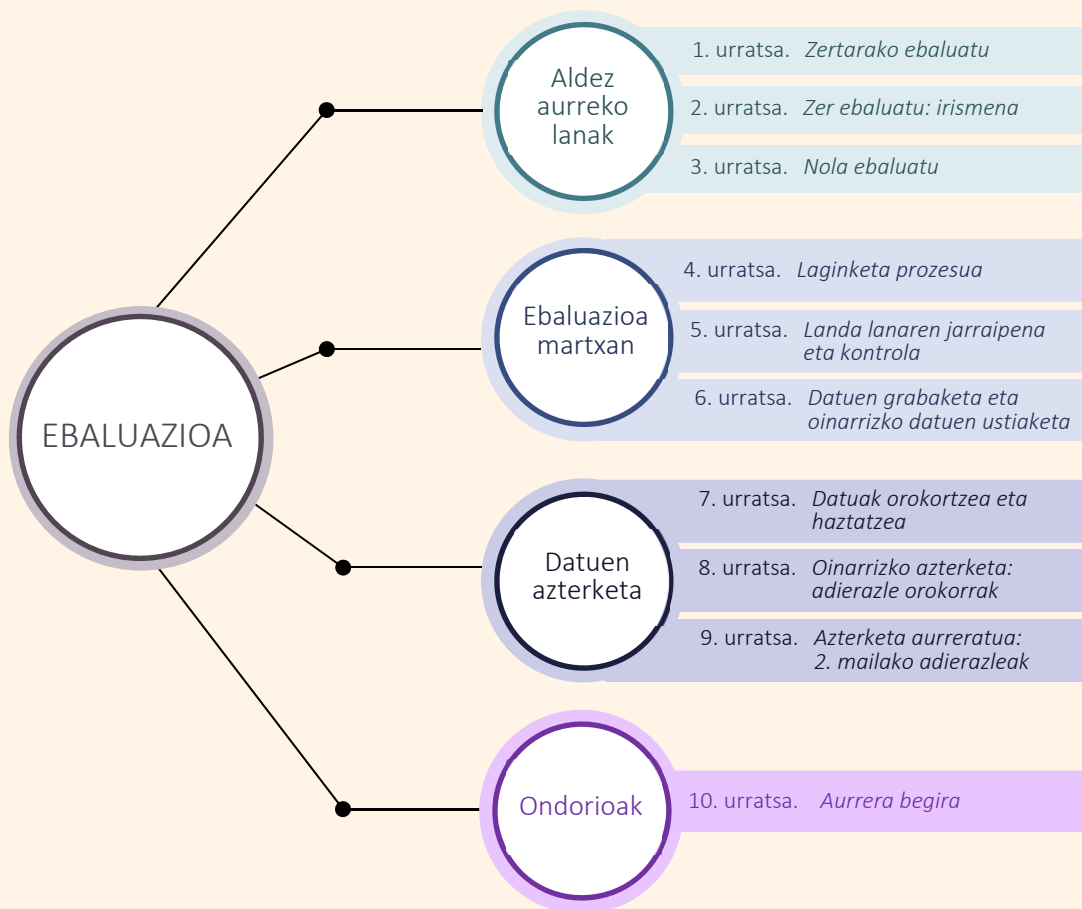 EBALUAZIOA
Aldez
aurreko
lanak
1. urratsa. Zertarako ebaluatu
2. urratsa. Zer ebaluatu: irismena
3. urratsa. Nola ebaluatu
Ebaluazioa
martxan
4. urratsa. Laginketa prozesua
5. urratsa. Landa lanaren jarraipena
eta kontrola
6. urratsa. Datuen grabaketa eta
oinarrizko datuen ustiaketa
Datuen
azterketa
7. urratsa. Datuak orokortzea eta
haztatzea
8. urratsa. Oinarrizko azterketa:
adierazle orokorrak
9. urratsa. Azterketa aurreratua:
2. mailako adierazleak
Ondorioak
10. urratsa. Aurrera begira